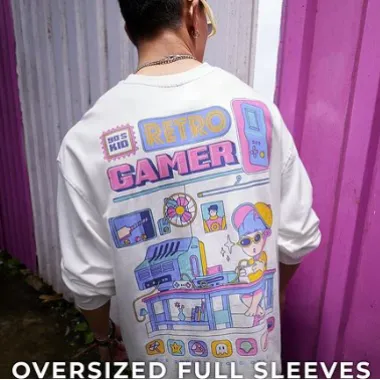 90'S
KID
RETRO
GAMER
OVERSIZED FULL SLEEVES